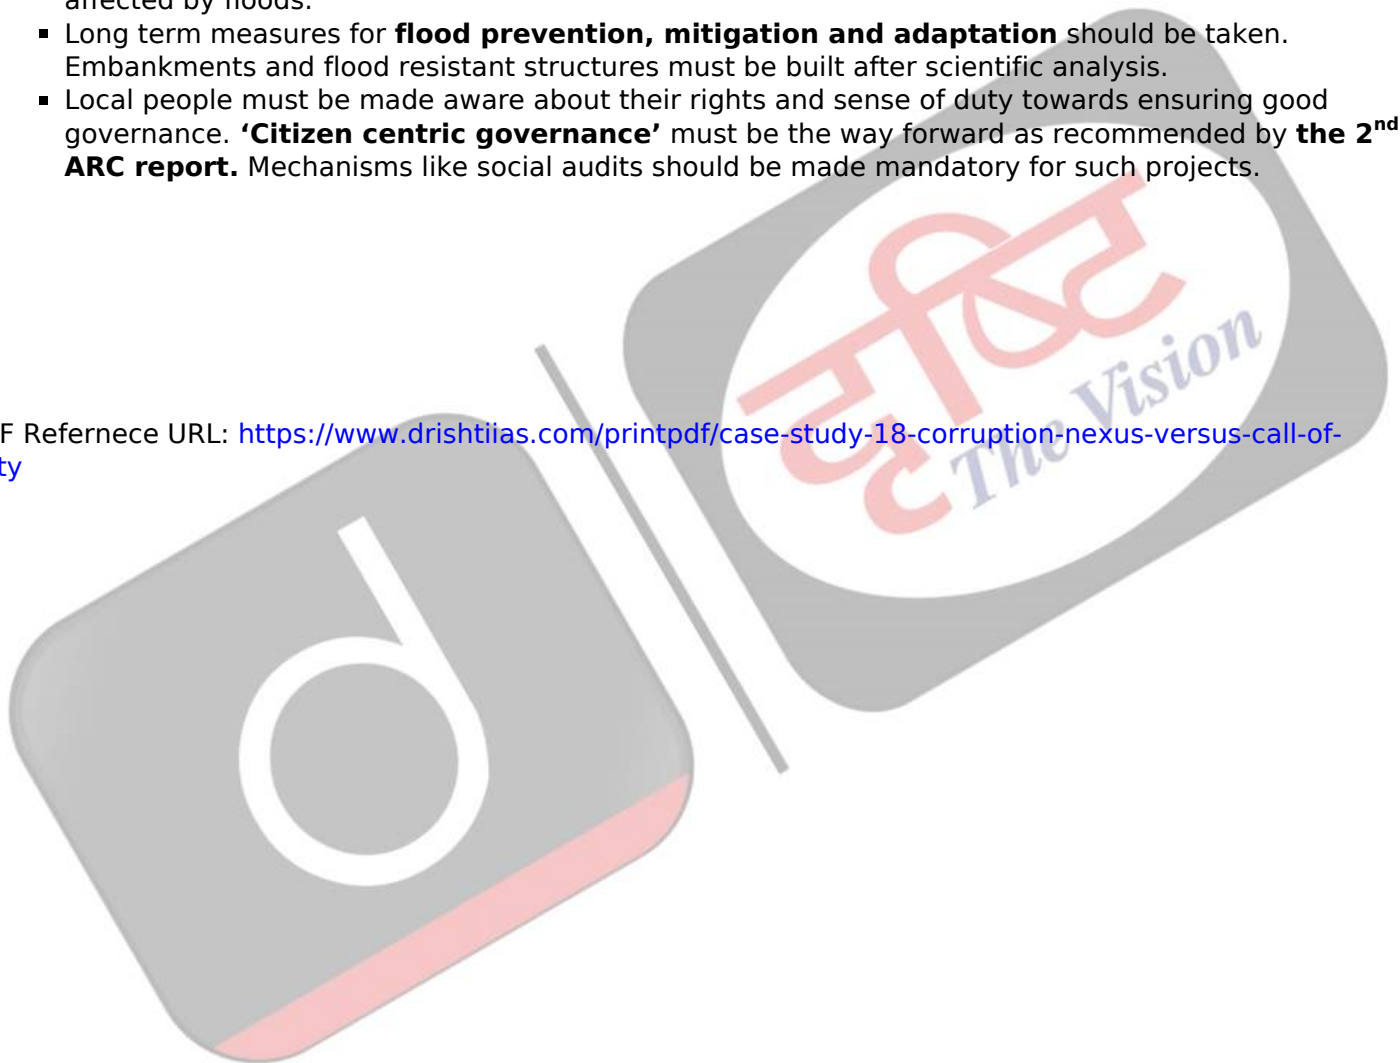 affected by floods.
▪ Long term measures for flood prevention, mitigation and adaptation should be taken.
Embankments and flood resistant structures must be built after scientific analysis.
▪ Local people must be made aware about their rights and sense of duty towards ensuring good
governance. ‘Citizen centric governance’ must be the way forward as recommended by the 2nd
ARC report. Mechanisms like social audits should be made mandatory for such projects.
दृष्टि
The Vision
F Refernece URL: https://www.drishtiias.com/printpdf/case-study-18-corruption-nexus-versus-call-of-
ty
d